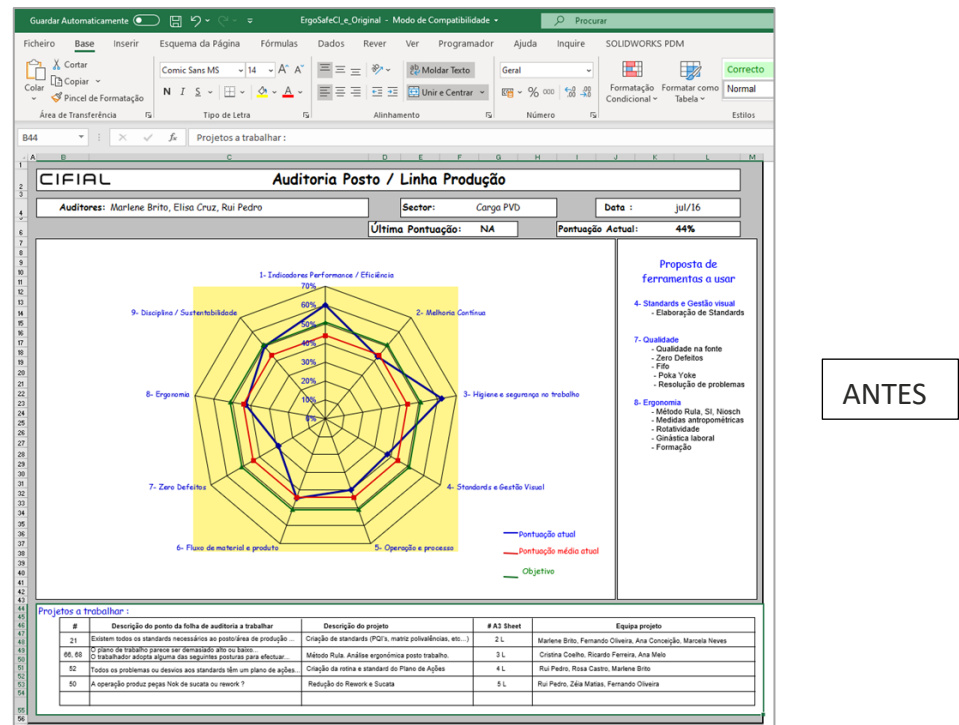 Guardar Automaticamente
ErgoSafeCI_e_Original - Modo de Compatibilidade
Procurar
Ficheiro Base Inserir Esquema da Página Fórmulas Dados Rever Ver Programador Ajuda Inquire SOLIDWORKS PDM
Colar
Cortar
Copiar
Pincel de Formatação
Comic Sans MS 14
N I S
Moldar Texto
Unir e Centrar
Geral
% 000
Formatação Condicional
Formatar como Tabela
Correcto
Normal
Área de Transferência Tipo de Letra Alinhamento Número Estilos
B44 fx Projetos a trabalhar :
A B C D E F G H I J K L M
CIFIAL Auditoria Posto / Linha Produção
Auditores: Marlene Brito, Elisa Cruz, Rui Pedro Sector: Carga PVD Data : jul/16
Última Pontuação: NA Pontuação Actual: 44%
1- Indicadores Performance / Eficiência
2- Melhoria Contínua
3- Higiene e segurança no trabalho
4- Standards e Gestão Visual
5- Operação e processo
6- Fluxo de material e produto
7- Zero Defeitos
8- Ergonomia
9- Disciplina / Sustentabilidade
70%
60%
50%
40%
30%
20%
10%
0%
Pontuação atual
Pontuação média atual
Objetivo
Proposta de
ferramentas a usar
4- Standards e Gestão visual
- Elaboração de Standards
7- Qualidade
- Qualidade na fonte
- Zero Defeitos
- Fifo
- Poka Yoke
- Resolução de problemas
8- Ergonomia
- Método Rula, SI, Niosch
- Medidas antropométricas
- Rotatividade
- Ginástica laboral
- Formação
Projetos a trabalhar :
# Descrição do ponto da folha de auditoria a trabalhar Descrição do projeto # A3 Sheet Equipa projeto
21 Existem todos os standards necessários ao posto/área de produção ... Criação de standards (PQI's, matriz polivalências, etc...) 2 L Marlene Brito, Fernando Oliveira, Ana Conceição, Marcela Neves
66, 68 O plano de trabalho parece ser demasiado alto ou baixo...
O trabalhador adopta alguma das seguintes posturas para efectuar... Método Rula. Análise ergonómica posto trabalho. 3 L Cristina Coelho, Ricardo Ferreira, Ana Melo
52 Todos os problemas ou desvios aos standards têm um plano de ações... Criação da rotina e standard do Plano de Ações 4 L Rui Pedro, Rosa Castro, Marlene Brito
50 A operação produz peças Nok de sucata ou rework ? Redução do Rework e Sucata 5 L Rui Pedro, Zéia Matias, Fernando Oliveira
ANTES